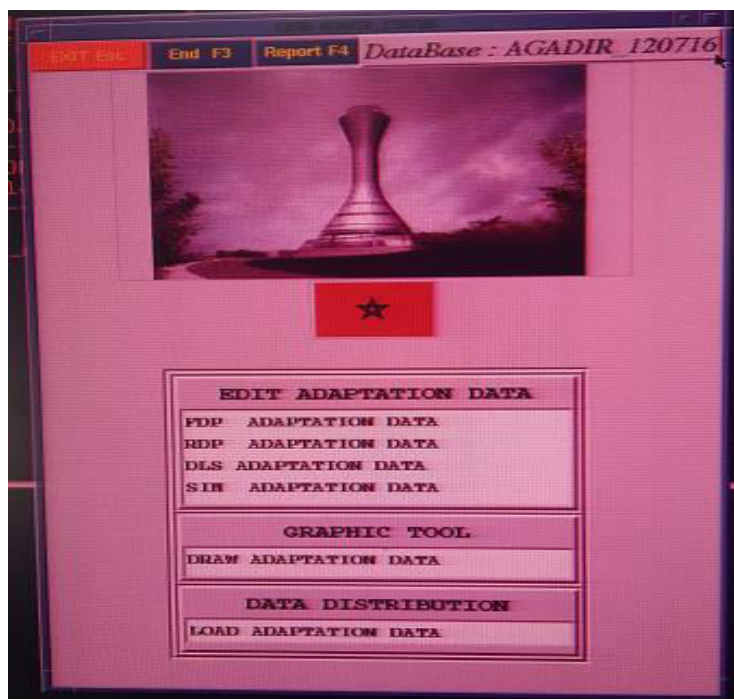 EXIT Esc End F3 Report F4 DataBase : AGADIR_120716
EDIT ADAPTATION DATA
FDP ADAPTATION DATA
RDP ADAPTATION DATA
DLS ADAPTATION DATA
SIM ADAPTATION DATA
GRAPHIC TOOL
DRAW ADAPTATION DATA
DATA DISTRIBUTION
LOAD ADAPTATION DATA